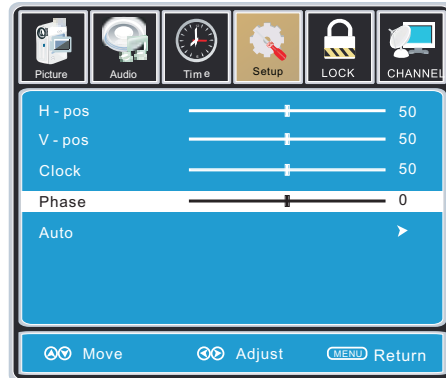 Picture Audio Time Setup LOCK CHANNEL
H - pos 50
V - pos 50
Clock 50
Phase 0
Auto
Move Adjust MENU Return